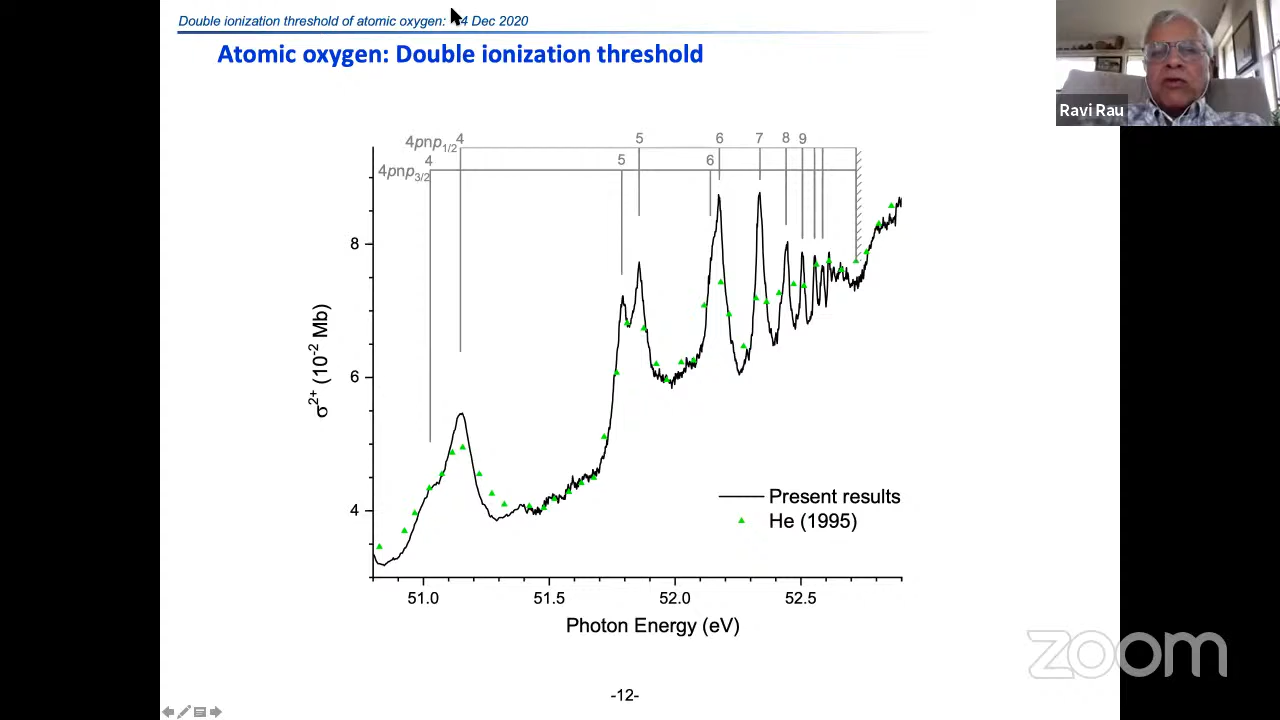 Double ionization threshold of atomic oxygen: 4 Dec 2020
Atomic oxygen: Double ionization threshold
Ravi Rau
4pnp1/2
4 5 6 7 8 9
4pnp3/2
4 5 6
8
6
4
σ2+ (10-2 Mb)
Present results
He (1995)
51.0 51.5 52.0 52.5
Photon Energy (eV)
zoom
-12-